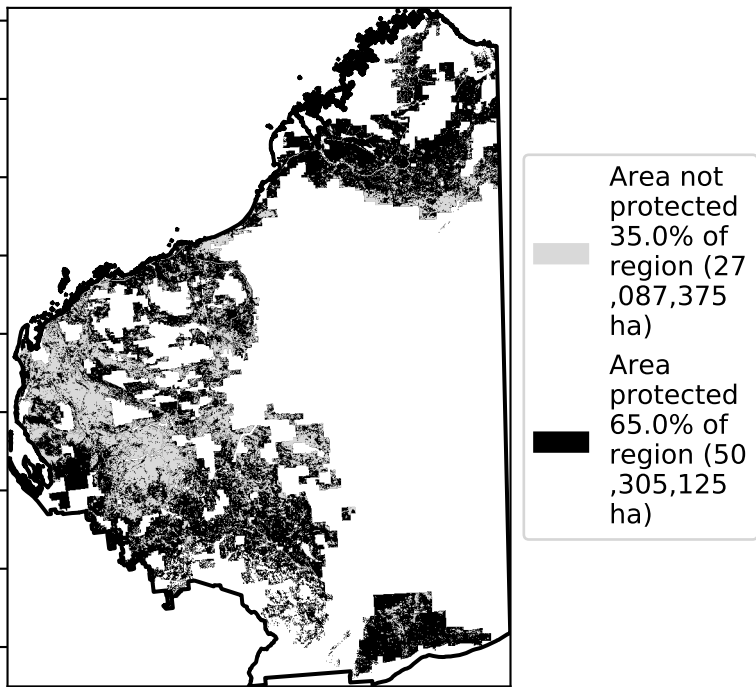 Area not
protected
35.0% of
region (27
,087,375
ha)
Area
protected
65.0% of
region (50
,305,125
ha)